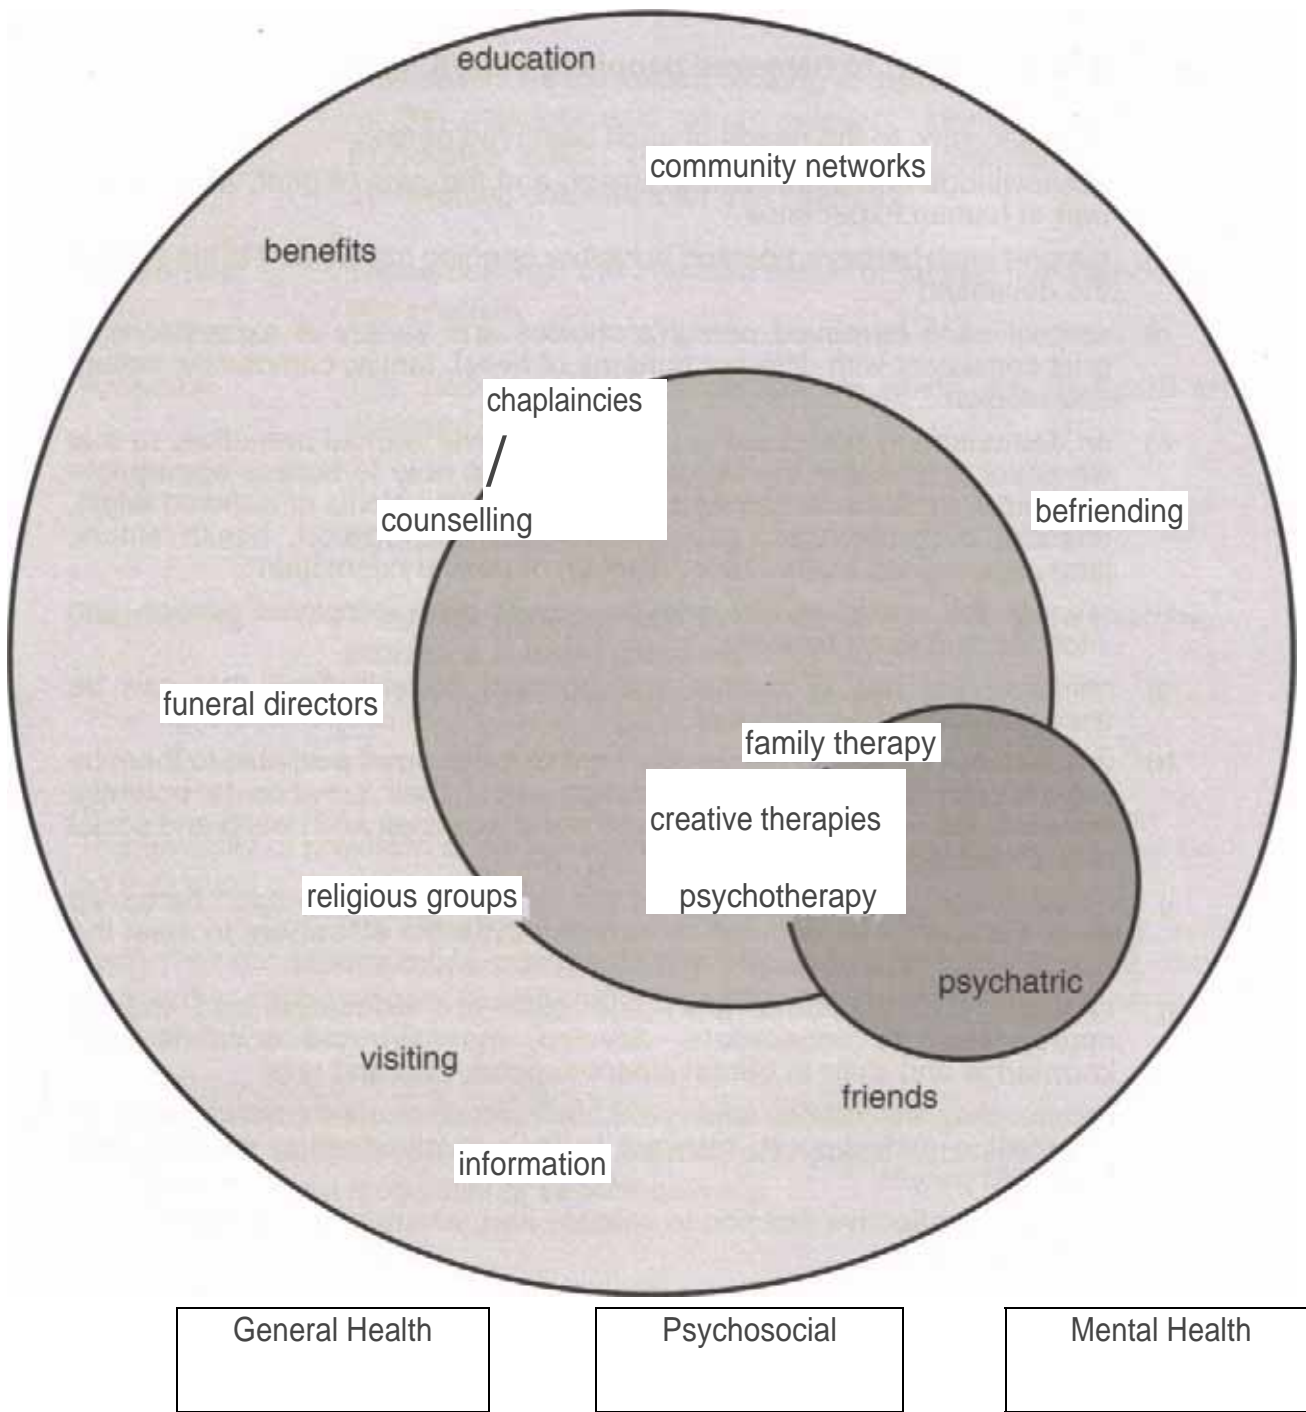 education
community networks
benefits
chaplaincies
/
counselling
befriending
funeral directors
family therapy
creative therapies
religious groups
psychotherapy
psychatric
visiting
friends
information
General Health
Psychosocial
Mental Health